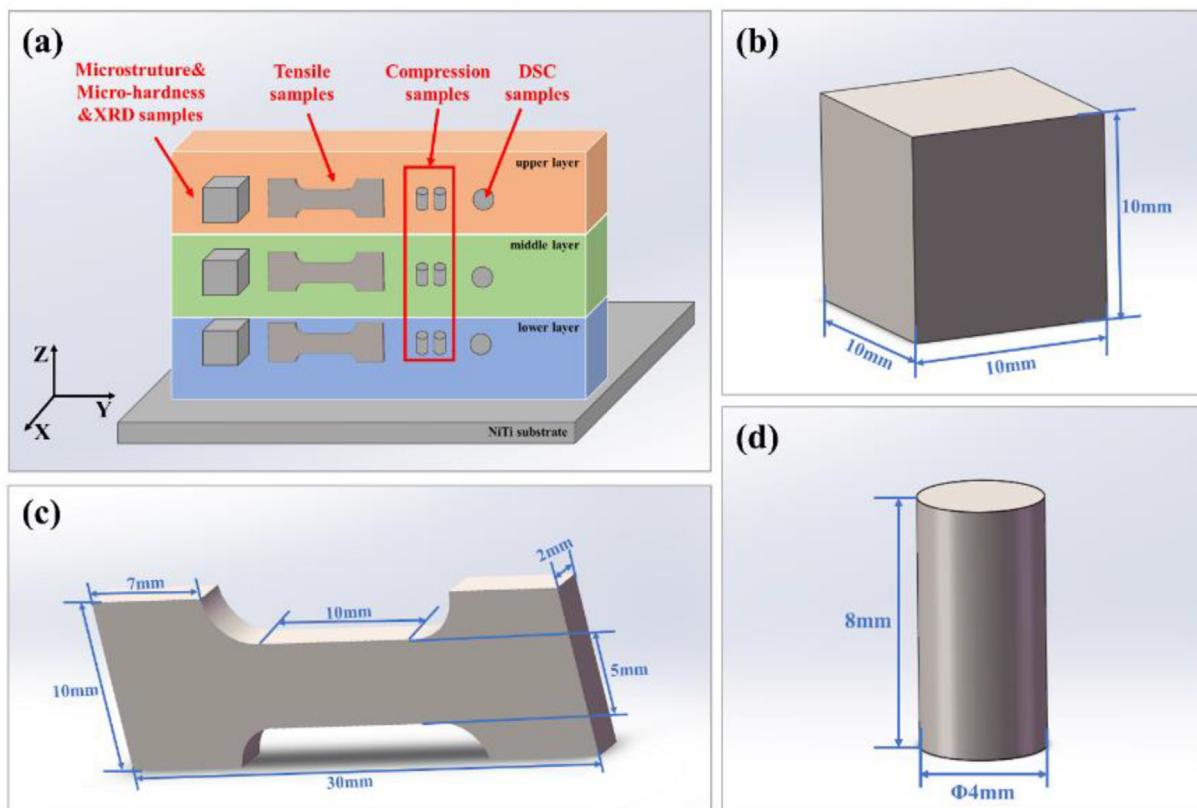 (a)
Microstruture&
Micro-hardness
&XRD samples
Tensile
samples
Compression
samples
DSC
samples
upper layer
middle layer
lower layer
Z
Y
X
NiTi substrate
(b)
10mm
10mm
10mm
(c)
7mm
10mm
2mm
10mm
5mm
30mm
(d)
8mm
Φ4mm